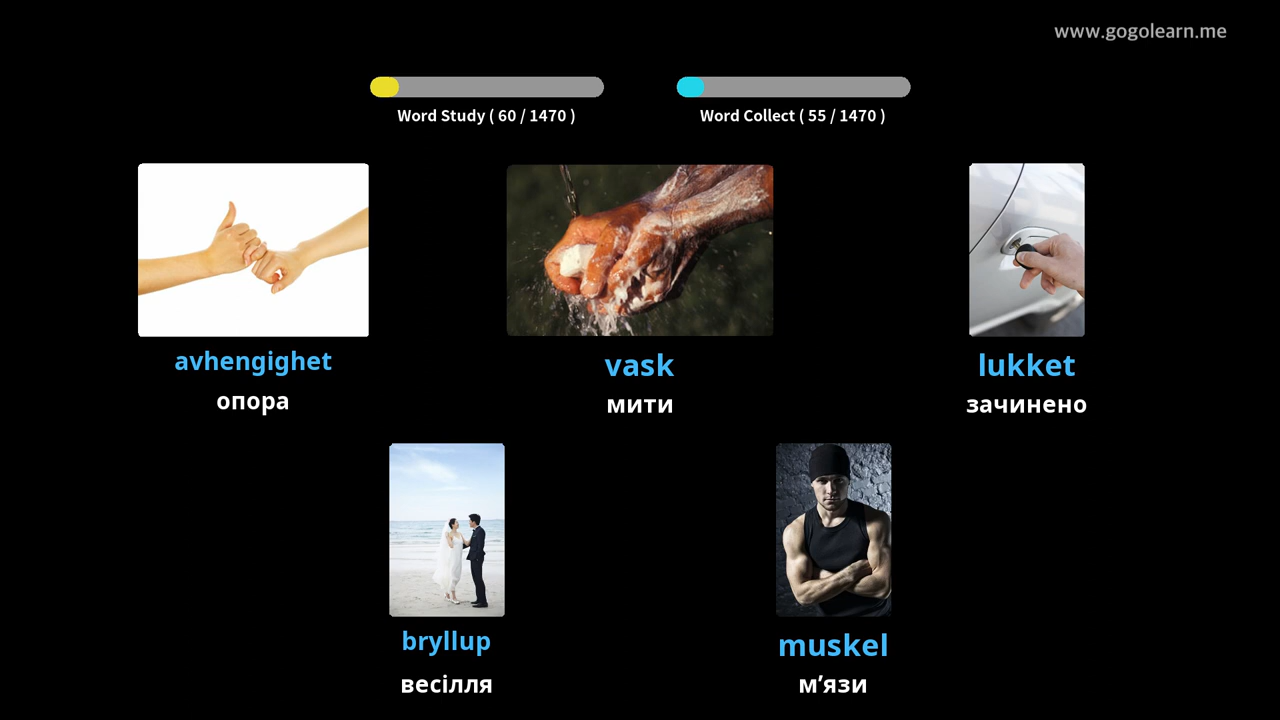 www.gogolearn.me
Word Study ( 60 / 1470 )
Word Collect ( 55 / 1470 )
avhengighet
опора
vask
мити
lukket
зачинено
bryllup
весілля
muskel
м’язи